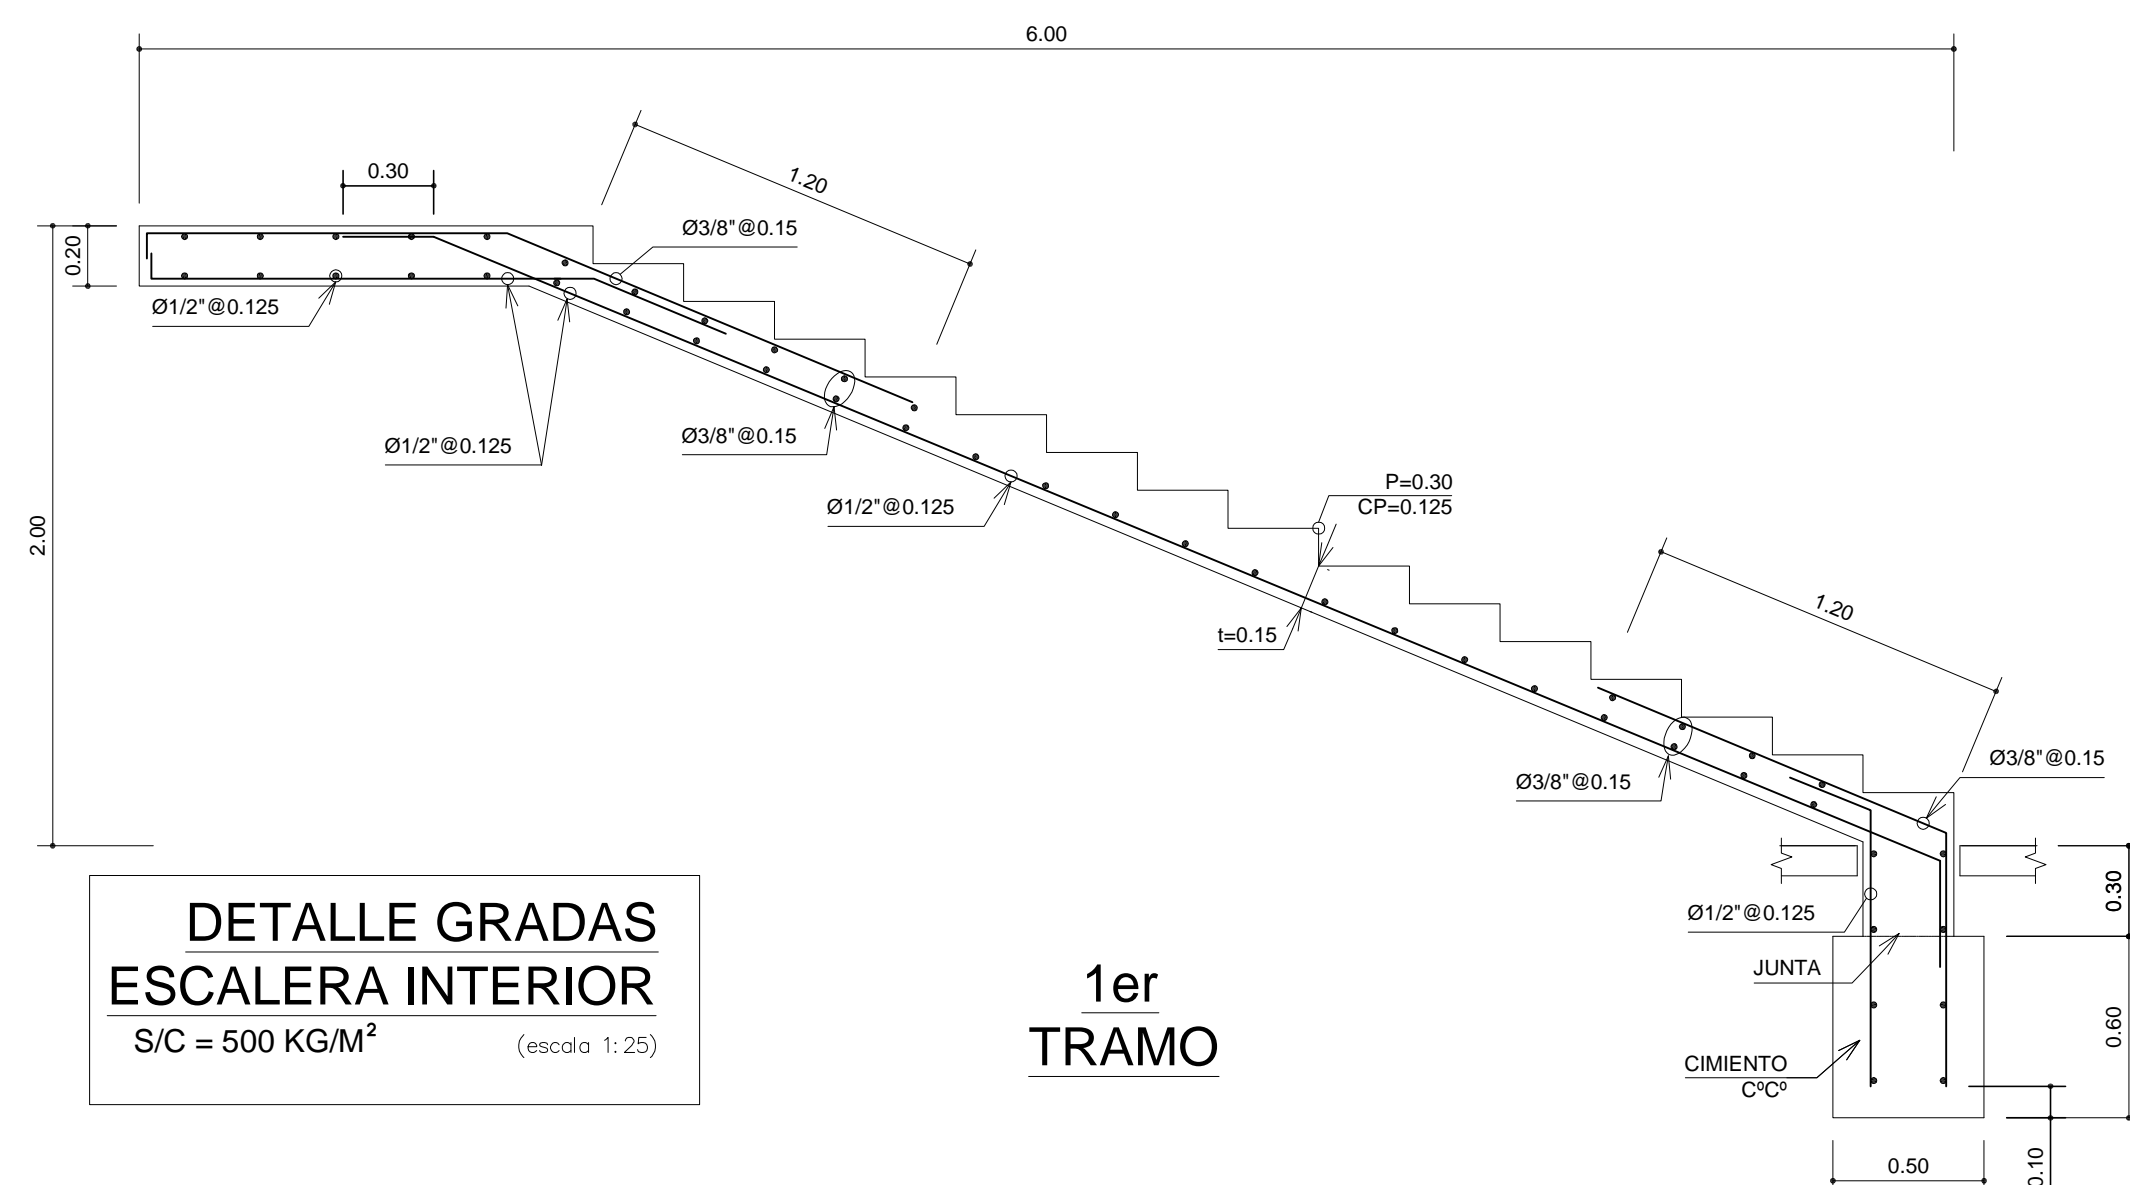 6.00
1.20
0.30
Ø3/8"@0.15
0.20
Ø1/2"@0.125
Ø1/2"@0.125
Ø3/8"@0.15
Ø1/2"@0.125
P=0.30
CP=0.125
2.00
t=0.15
1.20
Ø3/8"@0.15
Ø3/8"@0.15
0.30
Ø1/2"@0.125
JUNTA
0.60
CIMIENTO
CºCº
0.10
0.50
DETALLE GRADAS
ESCALERA INTERIOR
S/C = 500 KG/M²
(escala 1:25)
1er
TRAMO